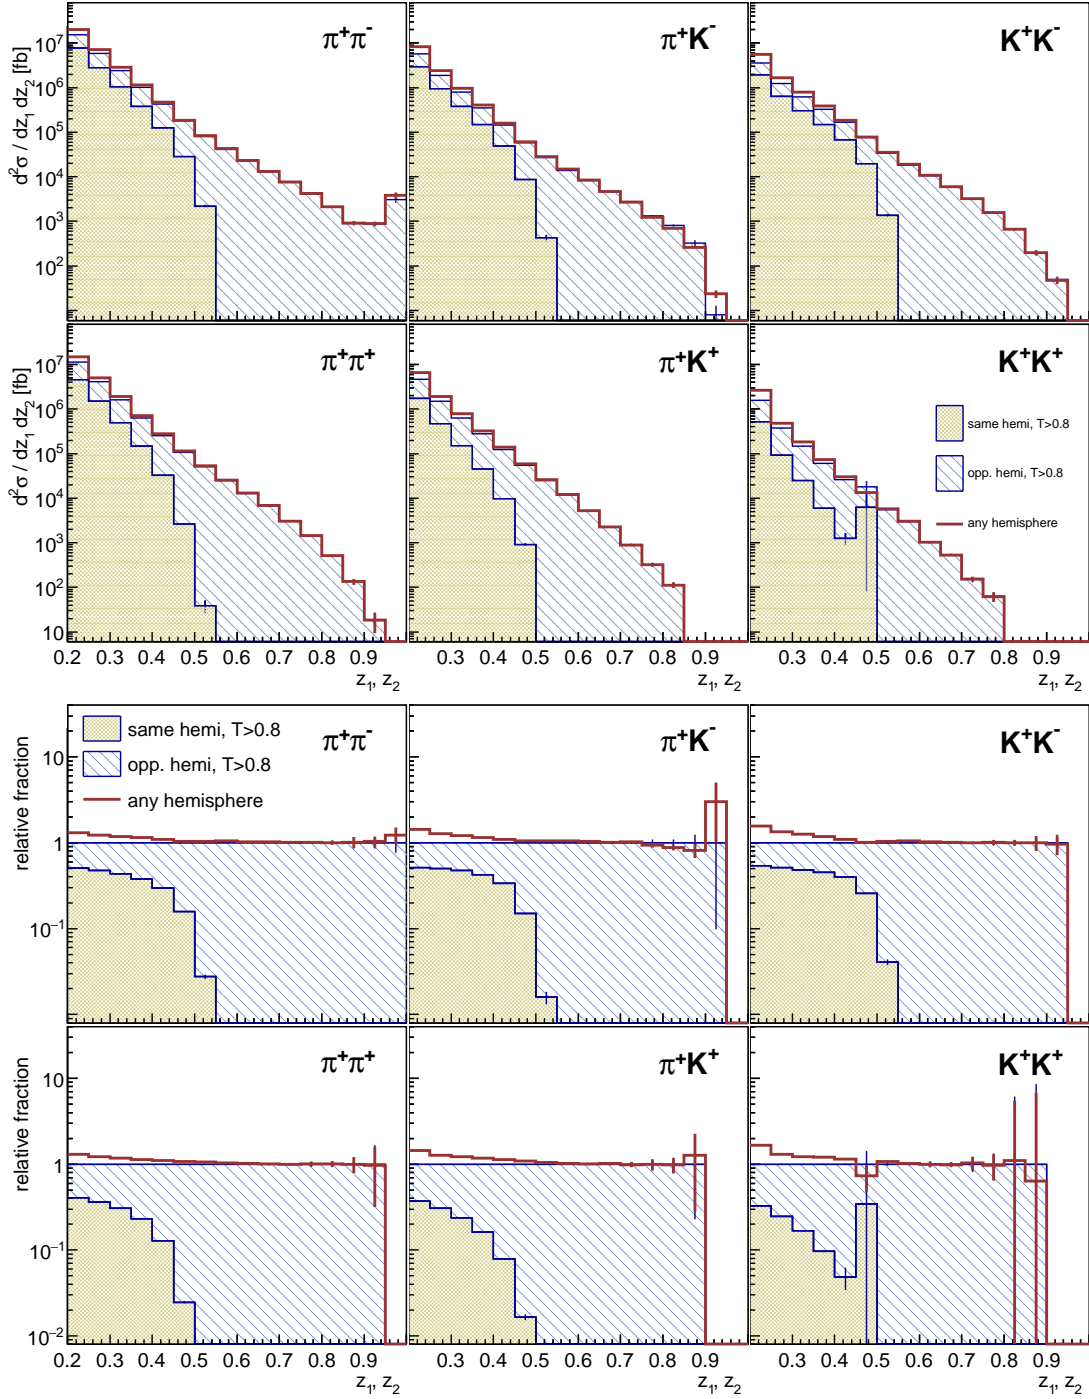 π⁺π⁻
π⁺K⁻
K⁺K⁻
d²σ / dz₁ dz₂ [fb]
10⁷
10⁶
10⁵
10⁴
10³
10²
π⁺π⁺
π⁺K⁺
K⁺K⁺
d²σ / dz₁ dz₂ [fb]
10⁷
10⁶
10⁵
10⁴
10³
10²
10
same hemi, T>0.8
opp. hemi, T>0.8
any hemisphere
0.2 0.3 0.4 0.5 0.6 0.7 0.8 0.9
0.3 0.4 0.5 0.6 0.7 0.8 0.9
0.3 0.4 0.5 0.6 0.7 0.8 0.9
z₁, z₂
z₁, z₂
z₁, z₂
same hemi, T>0.8
opp. hemi, T>0.8
any hemisphere
π⁺π⁻
π⁺K⁻
K⁺K⁻
relative fraction
10
1
10⁻¹
π⁺π⁺
π⁺K⁺
K⁺K⁺
relative fraction
10
1
10⁻¹
10⁻²
0.2 0.3 0.4 0.5 0.6 0.7 0.8 0.9
0.3 0.4 0.5 0.6 0.7 0.8 0.9
0.3 0.4 0.5 0.6 0.7 0.8 0.9
z₁, z₂
z₁, z₂
z₁, z₂